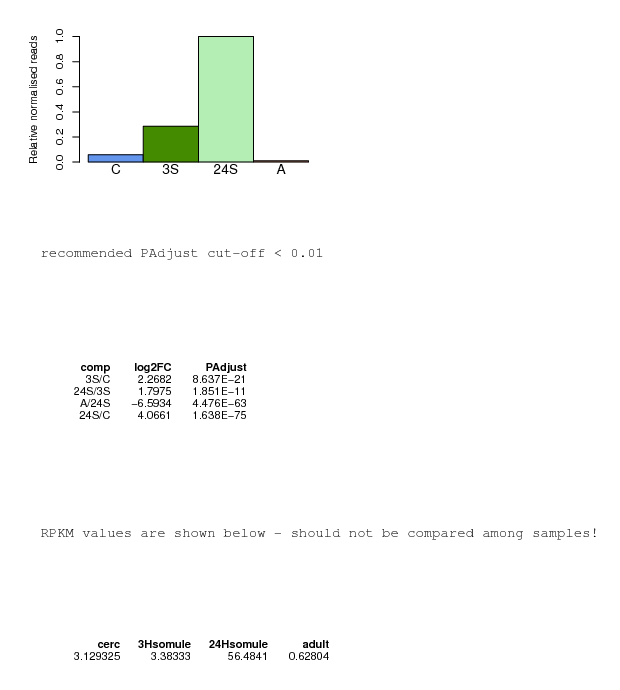 Relative normalised reads
1.0
0.8
0.6
0.4
0.2
0.0
C 3S 24S A
recommended PAdjust cut-off < 0.01
comp log2FC PAdjust
3S/C 2.2682 8.637E−21
24S/3S 1.7975 1.851E−11
A/24S −6.5934 4.476E−63
24S/C 4.0661 1.638E−75
RPKM values are shown below - should not be compared among samples!
cerc 3Hsomule 24Hsomule adult
3.129325 3.38333 56.4841 0.62804